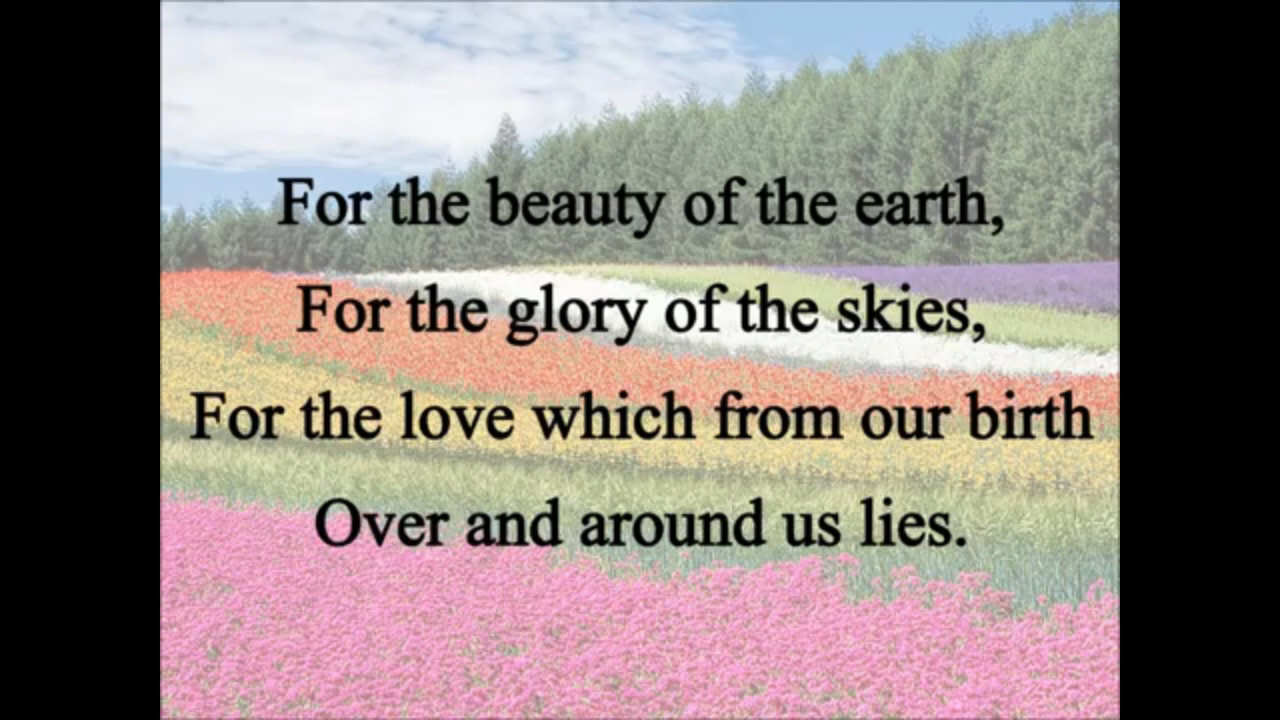 For the beauty of the earth,
For the glory of the skies,
For the love which from our birth
Over and around us lies.